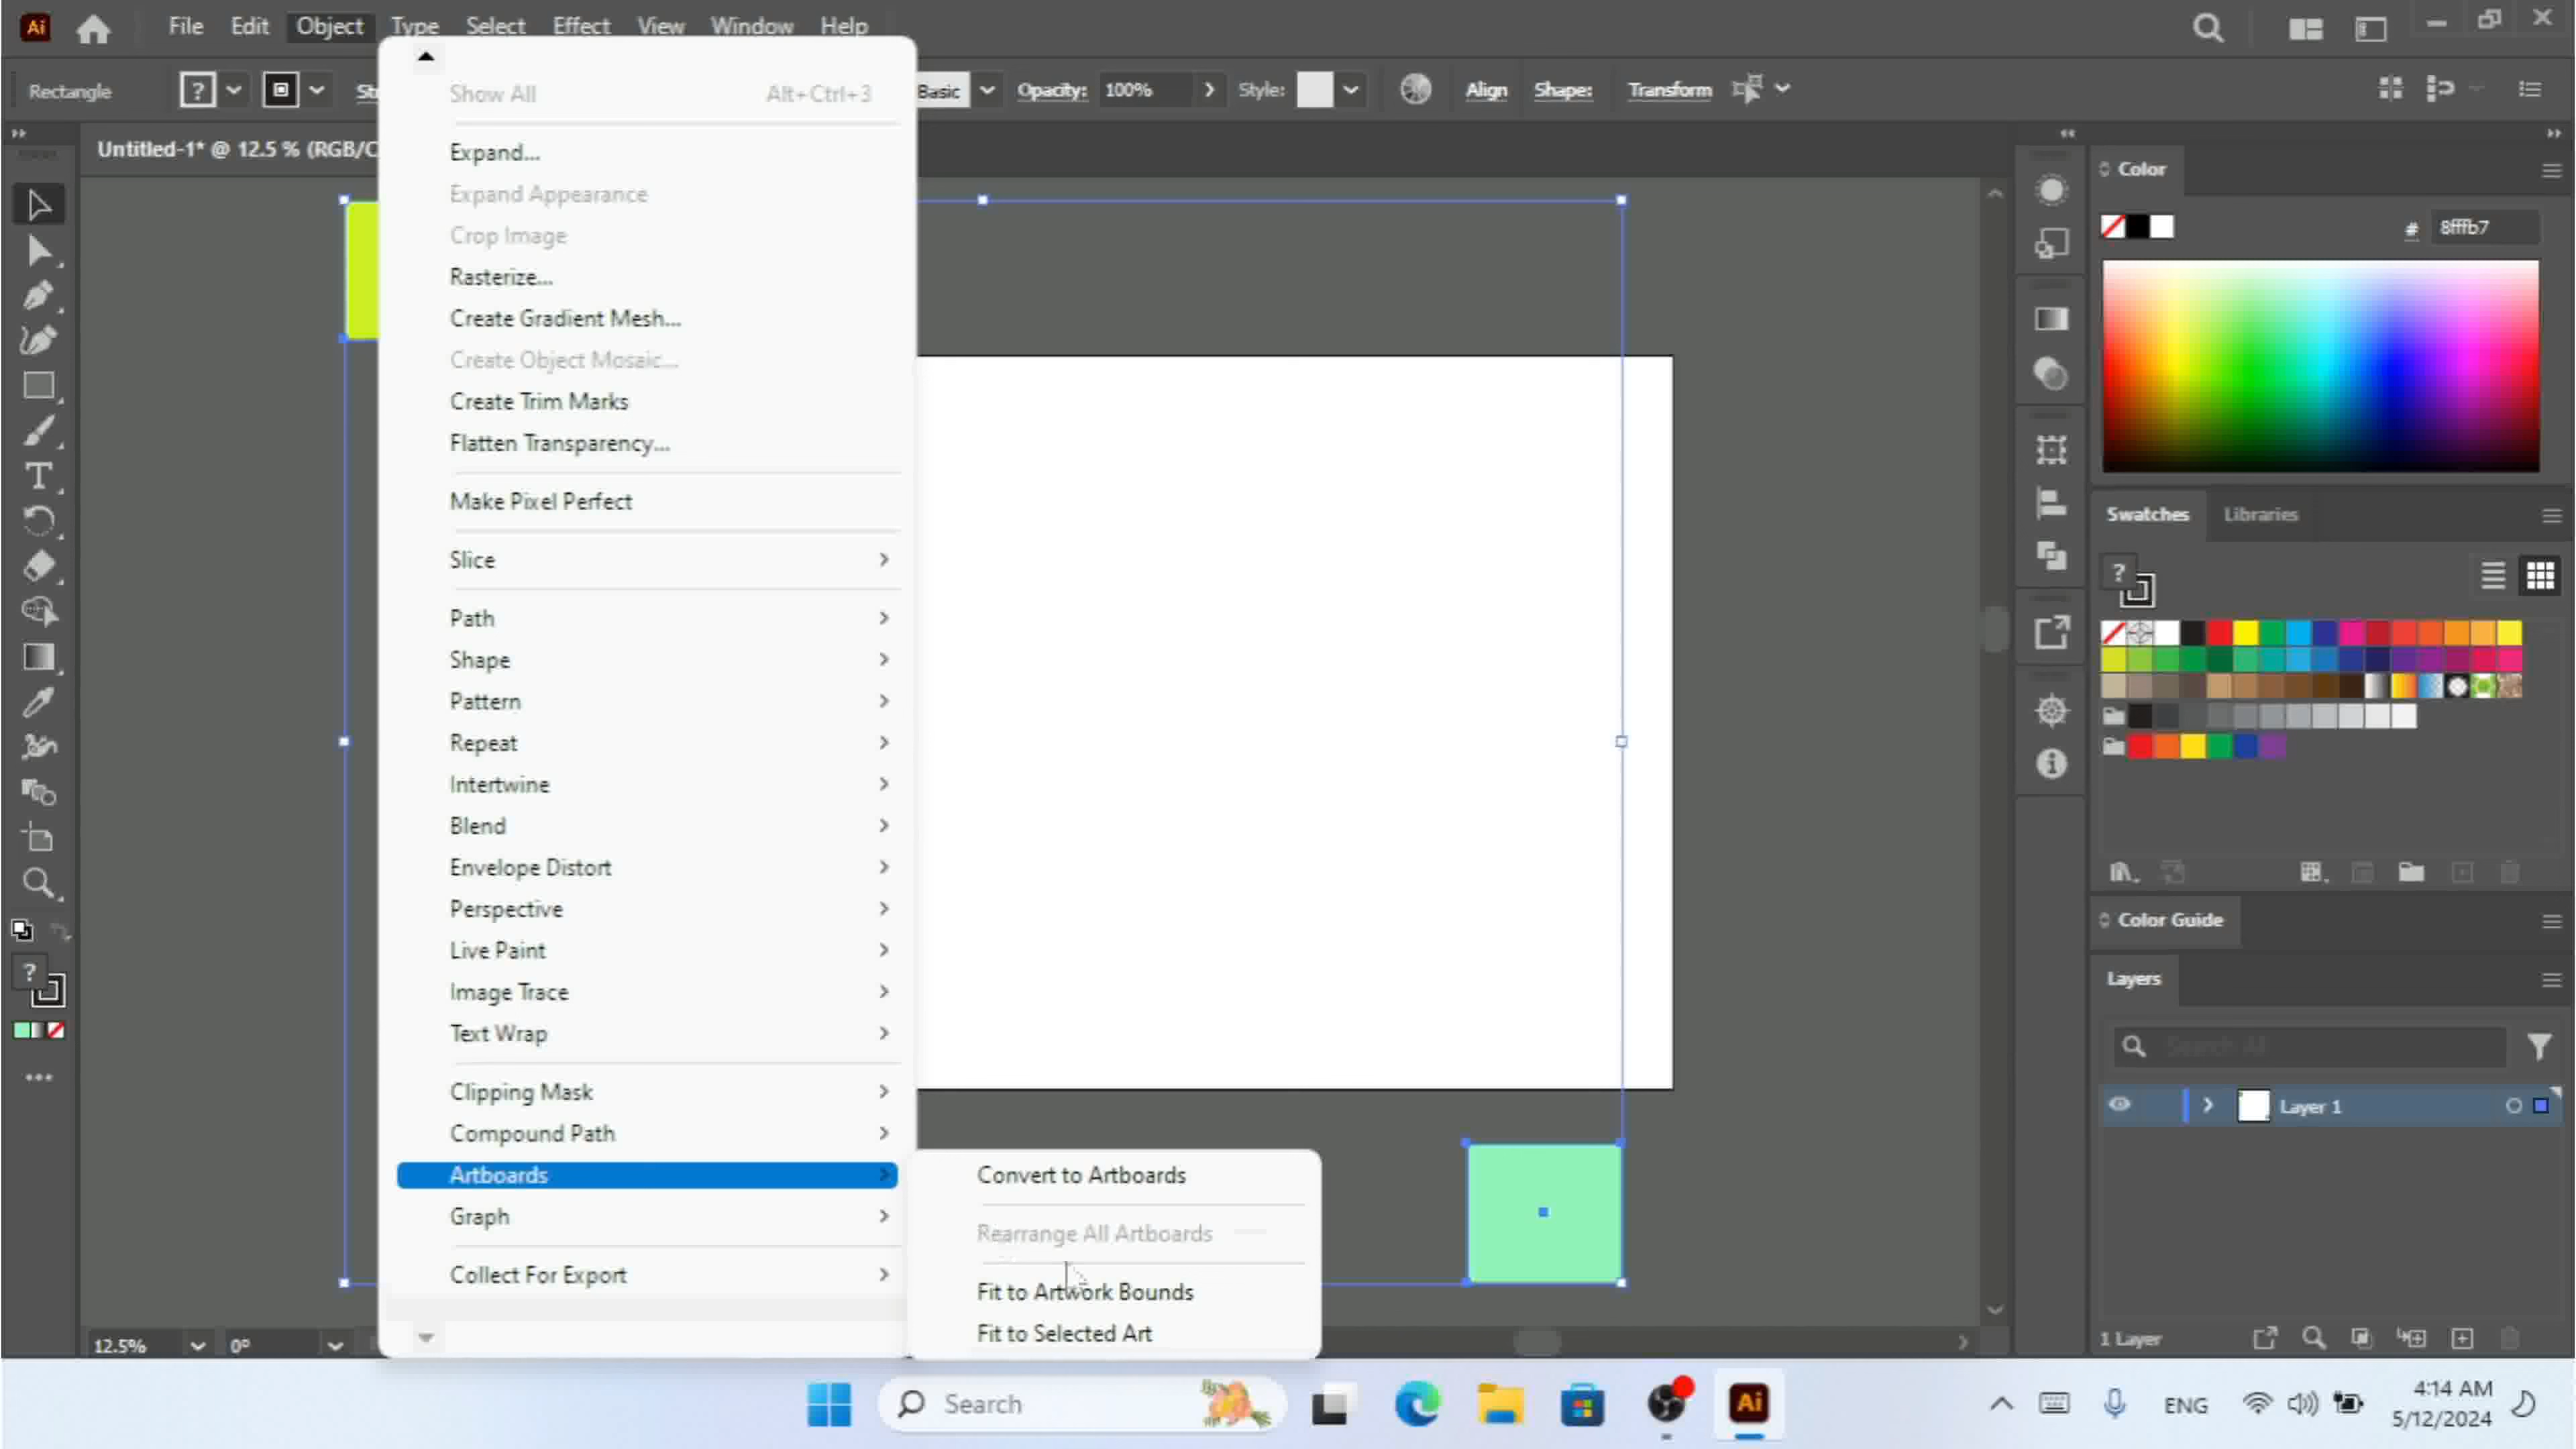 Ai File Edit Object Type Select Effect View Window Help
Rectangle ? Basic Opacity: 100% Style: Align Shape: Transform
Untitled-1* @ 12.5 % (RGB/C
Show All Alt+Ctrl+3
Expand...
Expand Appearance
Crop Image
Rasterize...
Create Gradient Mesh...
Create Object Mosaic...
Create Trim Marks
Flatten Transparency...
Make Pixel Perfect
Slice
Path
Shape
Pattern
Repeat
Intertwine
Blend
Envelope Distort
Perspective
Live Paint
Image Trace
Text Wrap
Clipping Mask
Compound Path
Artboards
Graph
Collect For Export
Convert to Artboards
Rearrange All Artboards
Fit to Artwork Bounds
Fit to Selected Art
Color
# 8fffb7
Swatches Libraries
?
Color Guide
Layers
Search All
Layer 1
1 Layer
T
?
12.5% 0°
Search
Ai
ENG
4:14 AM
5/12/2024